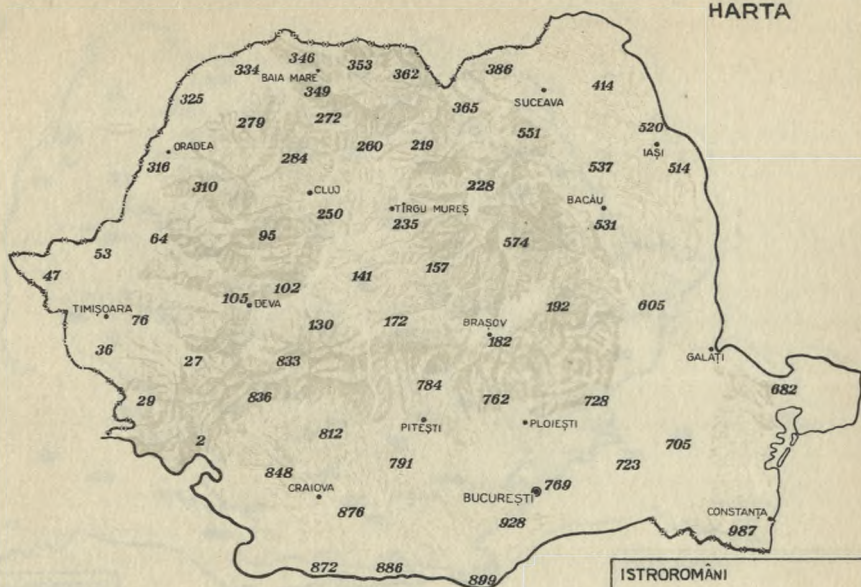 HARTA
346 353 362 386
334 BAIA MARE
349 SUCEAVA 414
325 365
279 272 551 520
ORADEA 260 219 IAȘI
316 284 537 514
310 CLUJ 228 BACĂU
250 TÎRGU MUREȘ
235 531
64 95 574
53
47 141 157
102
105 DEVA 192 605
TIMIȘOARA 76 130 172 BRAȘOV
182
36 27 833 GALAȚI
784 682
29 836 762 728
PITEȘTI PLOIEȘTI
2 812 705
791 723
848
CRAIOVA BUCUREȘTI 769
876 CONSTANȚA
928 987
872 886 899
ISTROROMÂNI